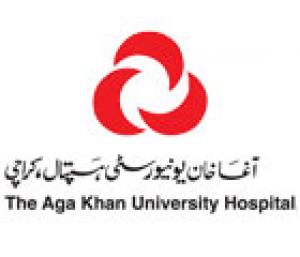 آغا خان یونیورسٹی ہسپتال، کراچی
The Aga Khan University Hospital